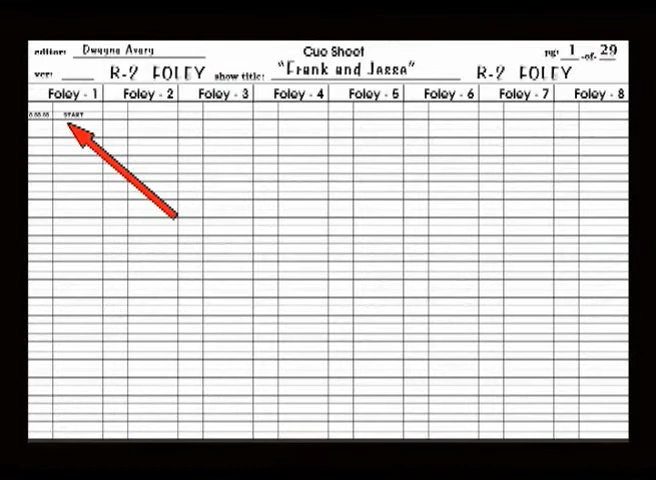 editor: Dwayne Avery Cue Sheet pg: 1 -of- 29
ver: R-2 FOLEY show title: "Frank and Jesse" R-2 FOLEY
Foley - 1 Foley - 2 Foley - 3 Foley - 4 Foley - 5 Foley - 6 Foley - 7 Foley - 8
START